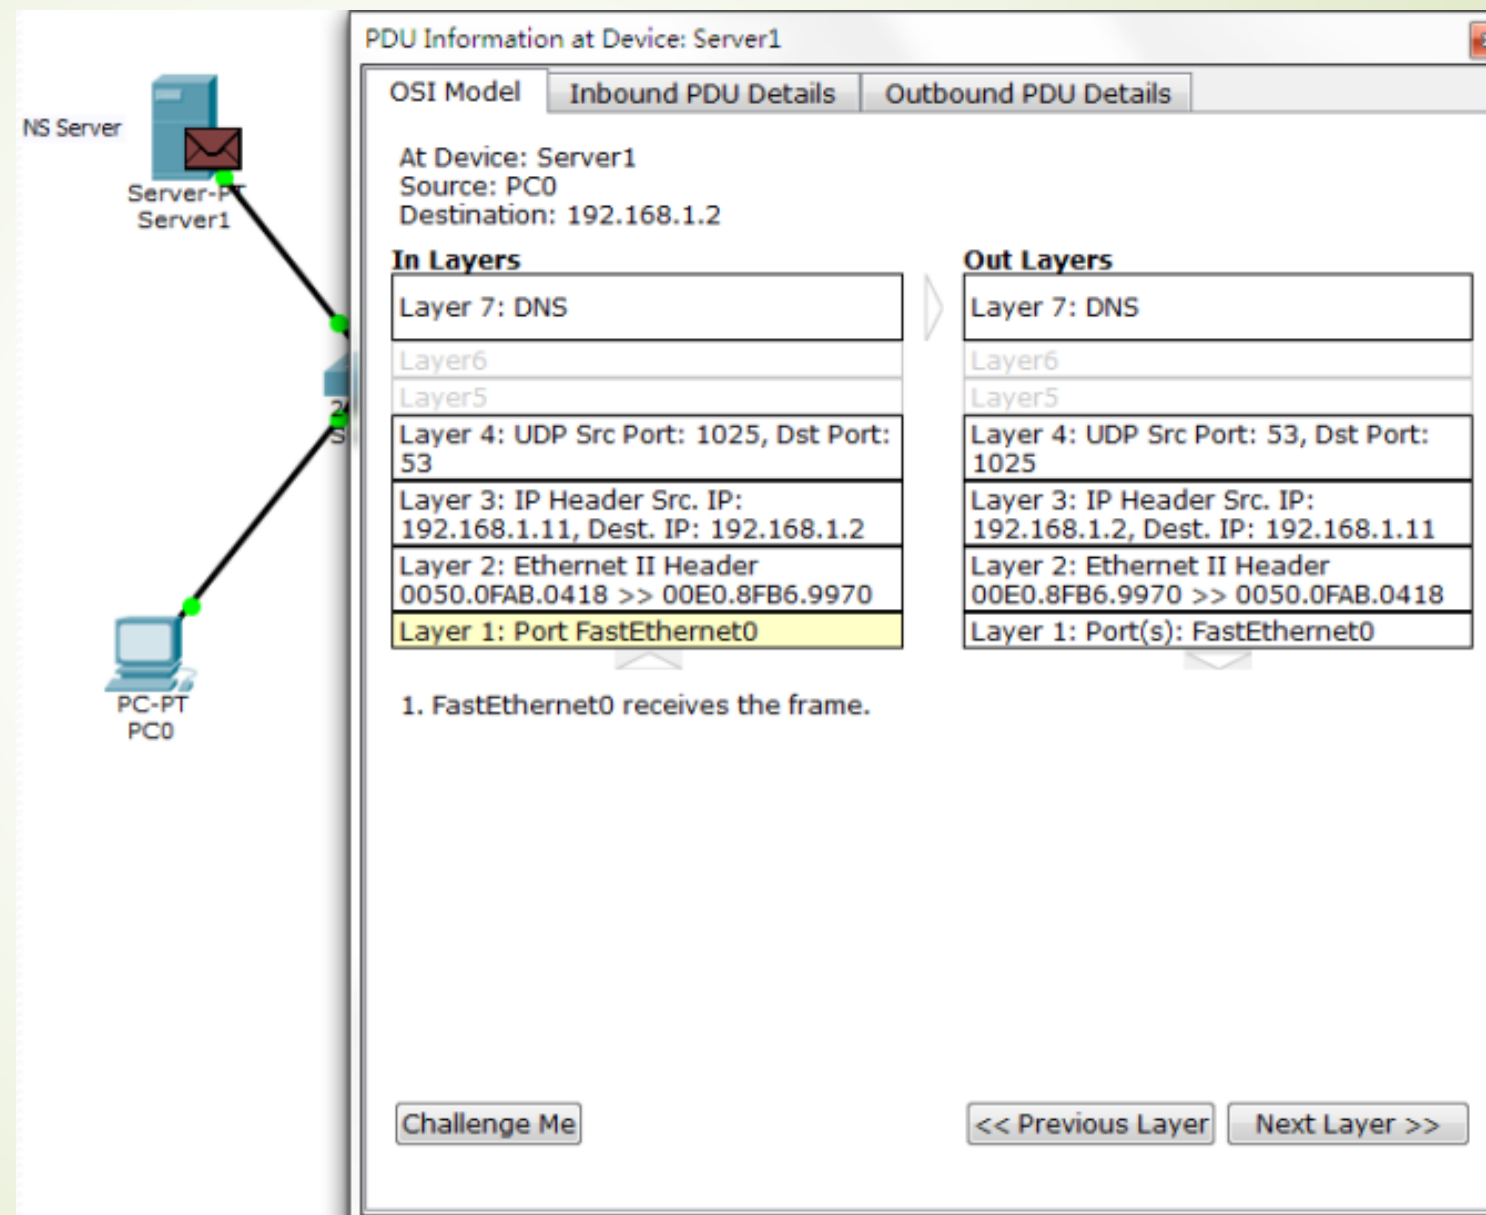 PDU Information at Device: Server1
OSI Model
Inbound PDU Details
Outbound PDU Details
NS Server
Server-PT
Server1
At Device: Server1
Source: PC0
Destination: 192.168.1.2
In Layers
Layer 7: DNS
Layer6
Layer5
Layer 4: UDP Src Port: 1025, Dst Port:
53
Layer 3: IP Header Src. IP:
192.168.1.11, Dest. IP: 192.168.1.2
Layer 2: Ethernet II Header
0050.0FAB.0418 >> 00E0.8FB6.9970
Layer 1: Port FastEthernet0
Out Layers
Layer 7: DNS
Layer6
Layer5
Layer 4: UDP Src Port: 53, Dst Port:
1025
Layer 3: IP Header Src. IP:
192.168.1.2, Dest. IP: 192.168.1.11
Layer 2: Ethernet II Header
00E0.8FB6.9970 >> 0050.0FAB.0418
Layer 1: Port(s): FastEthernet0
1. FastEthernet0 receives the frame.
PC-PT
PC0
Challenge Me
<< Previous Layer
Next Layer >>